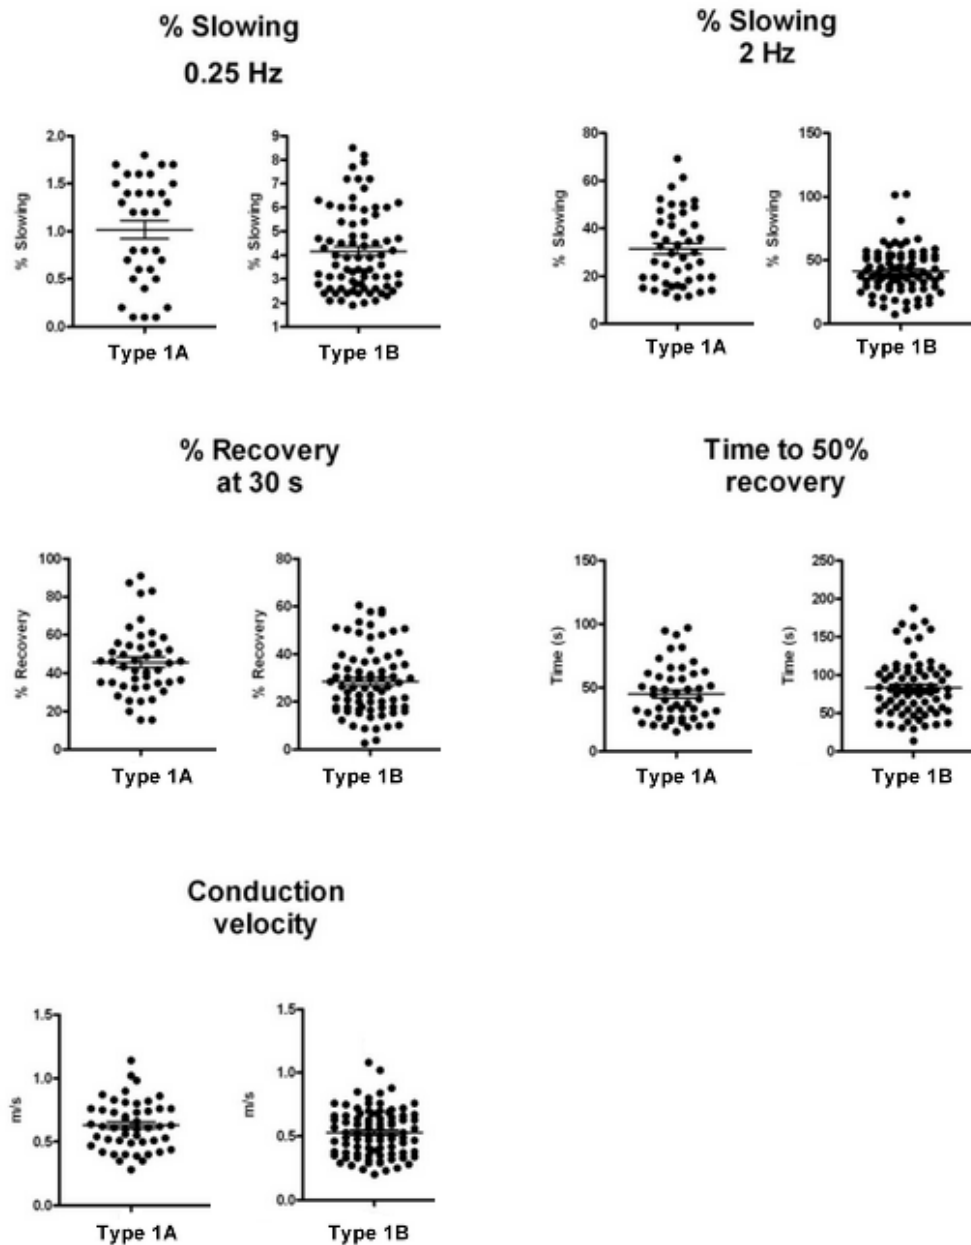 % Slowing
0.25 Hz
% Slowing
2 Hz
2.0
1.5
1.0
0.5
0.0
% Slowing
Type 1A
9
8
7
6
5
4
3
2
1
% Slowing
Type 1B
80
60
40
20
0
% Slowing
Type 1A
150
100
50
0
% Slowing
Type 1B
% Recovery
at 30 s
Time to 50%
recovery
100
80
60
40
20
0
% Recovery
Type 1A
80
60
40
20
0
% Recovery
Type 1B
150
100
50
0
Time (s)
Type 1A
250
200
150
100
50
0
Time (s)
Type 1B
Conduction
velocity
1.5
1.0
0.5
0.0
m/s
Type 1A
1.5
1.0
0.5
0.0
m/s
Type 1B